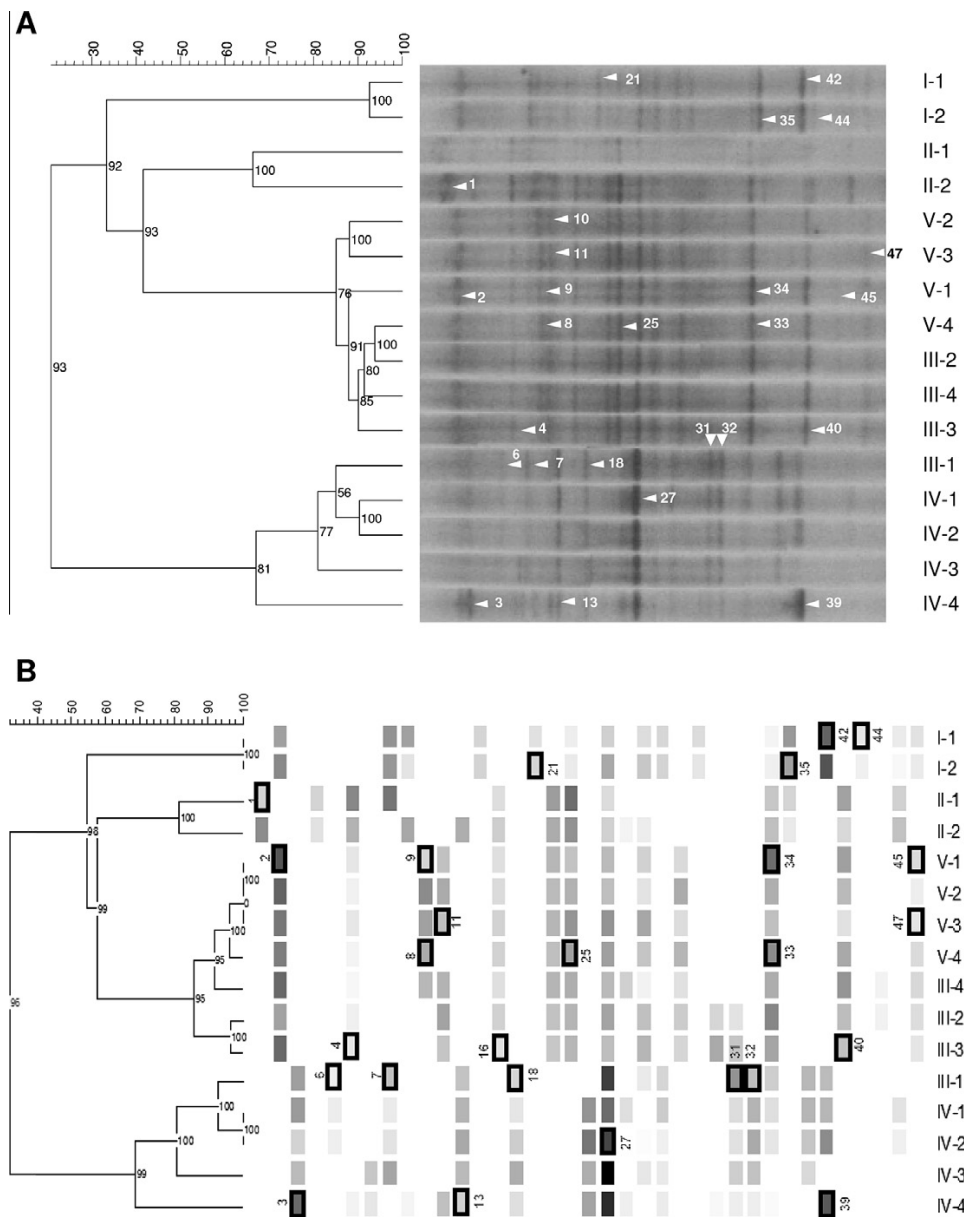 A
30 40 50 60 70 80 90 100
100 21 42 I-1
35 44 I-2
92 II-1
100 1 II-2
93 10 V-2
100 11 47 V-3
76 2 9 34 45 V-1
91 100 8 25 33 V-4
93 80 III-2
85 III-4
4 31 32 40 III-3
56 6 7 18 III-1
100 27 IV-1
77 IV-2
81 IV-3
3 13 39 IV-4
B
40 50 60 70 80 90 100
100 42 44 I-1
21 35 I-2
1 II-1
98 100 II-2
2 9 34 45 V-1
100 0 V-2
99 100 11 47 V-3
95 8 25 33 V-4
95 III-4
III-2
96 100 4 16 31 32 40 III-3
6 7 18 III-1
100 IV-1
100 100 27 IV-2
99 IV-3
3 13 39 IV-4